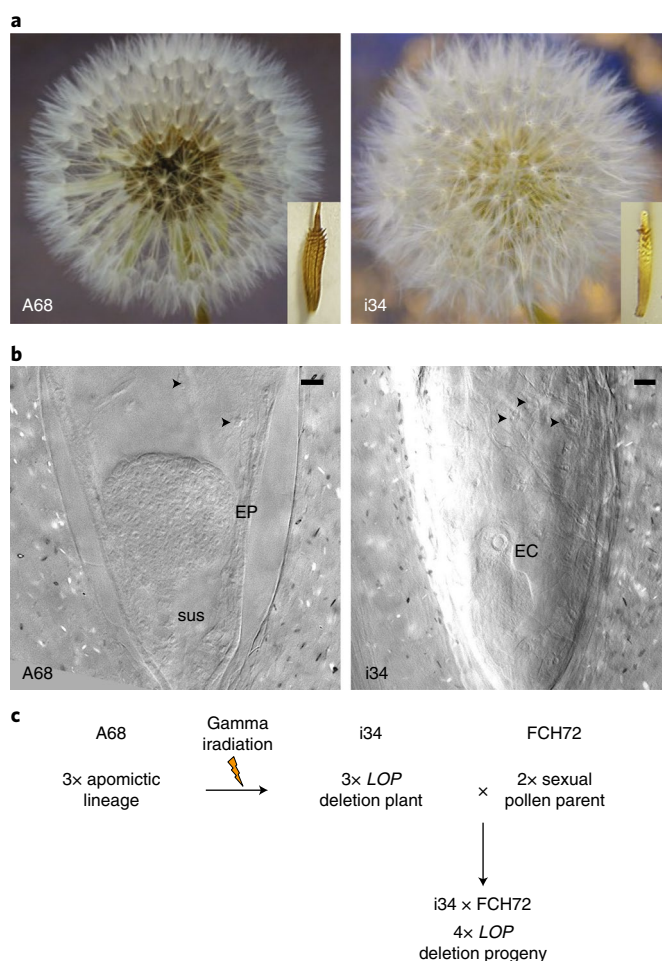 a
A68
i34
b
EP
sus
A68
EC
i34
c
A68
Gamma
irradiation
i34
FCH72
3× apomictic
lineage
3× LOP
deletion plant
×
2× sexual
pollen parent
i34 × FCH72
4× LOP
deletion progeny